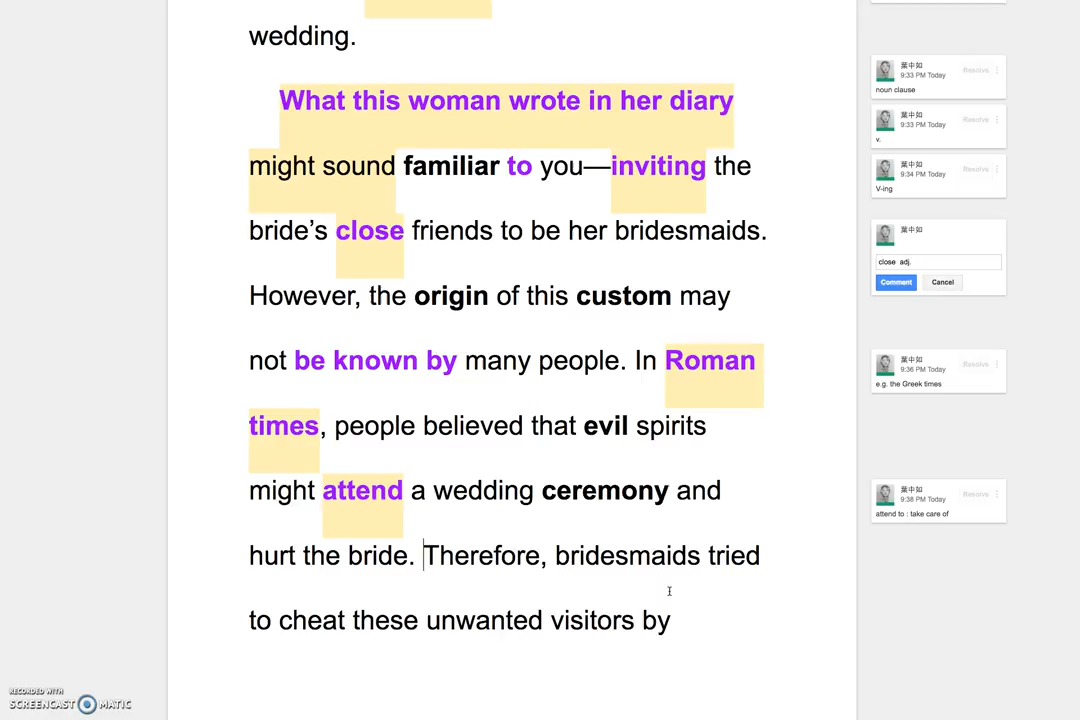 wedding.
What this woman wrote in her diary
might sound familiar to you—inviting the
bride’s close friends to be her bridesmaids.
However, the origin of this custom may
not be known by many people. In Roman
times, people believed that evil spirits
might attend a wedding ceremony and
hurt the bride. Therefore, bridesmaids tried
to cheat these unwanted visitors by
葉中如
9:33 PM Today
Resolve
noun clause
葉中如
9:33 PM Today
Resolve
v.
葉中如
9:34 PM Today
Resolve
V-ing
葉中如
close adj.
Comment Cancel
葉中如
9:36 PM Today
Resolve
e.g. the Greek times
葉中如
9:38 PM Today
Resolve
attend to : take care of
RECORDED WITH
SCREENCAST MATIC